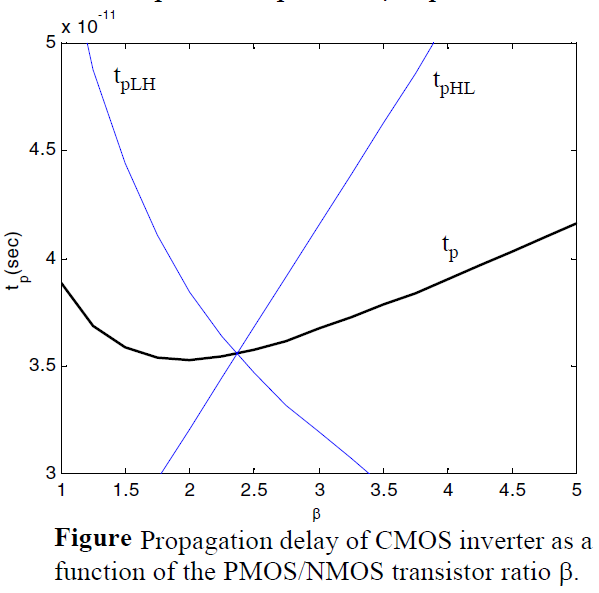 x 10⁻¹¹
5
4.5
4
3.5
3
t_p(sec)
t_pLH
t_pHL
t_p
1 1.5 2 2.5 3 3.5 4 4.5 5
β
Figure Propagation delay of CMOS inverter as a
function of the PMOS/NMOS transistor ratio β.